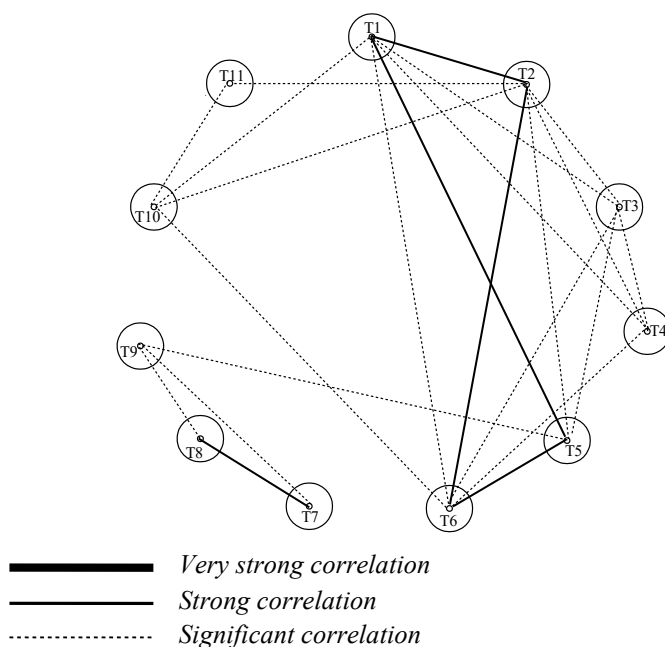 T1
T11
T2
T3
T10
T4
T9
T8
T5
T7
T6
Very strong correlation
Strong correlation
Significant correlation